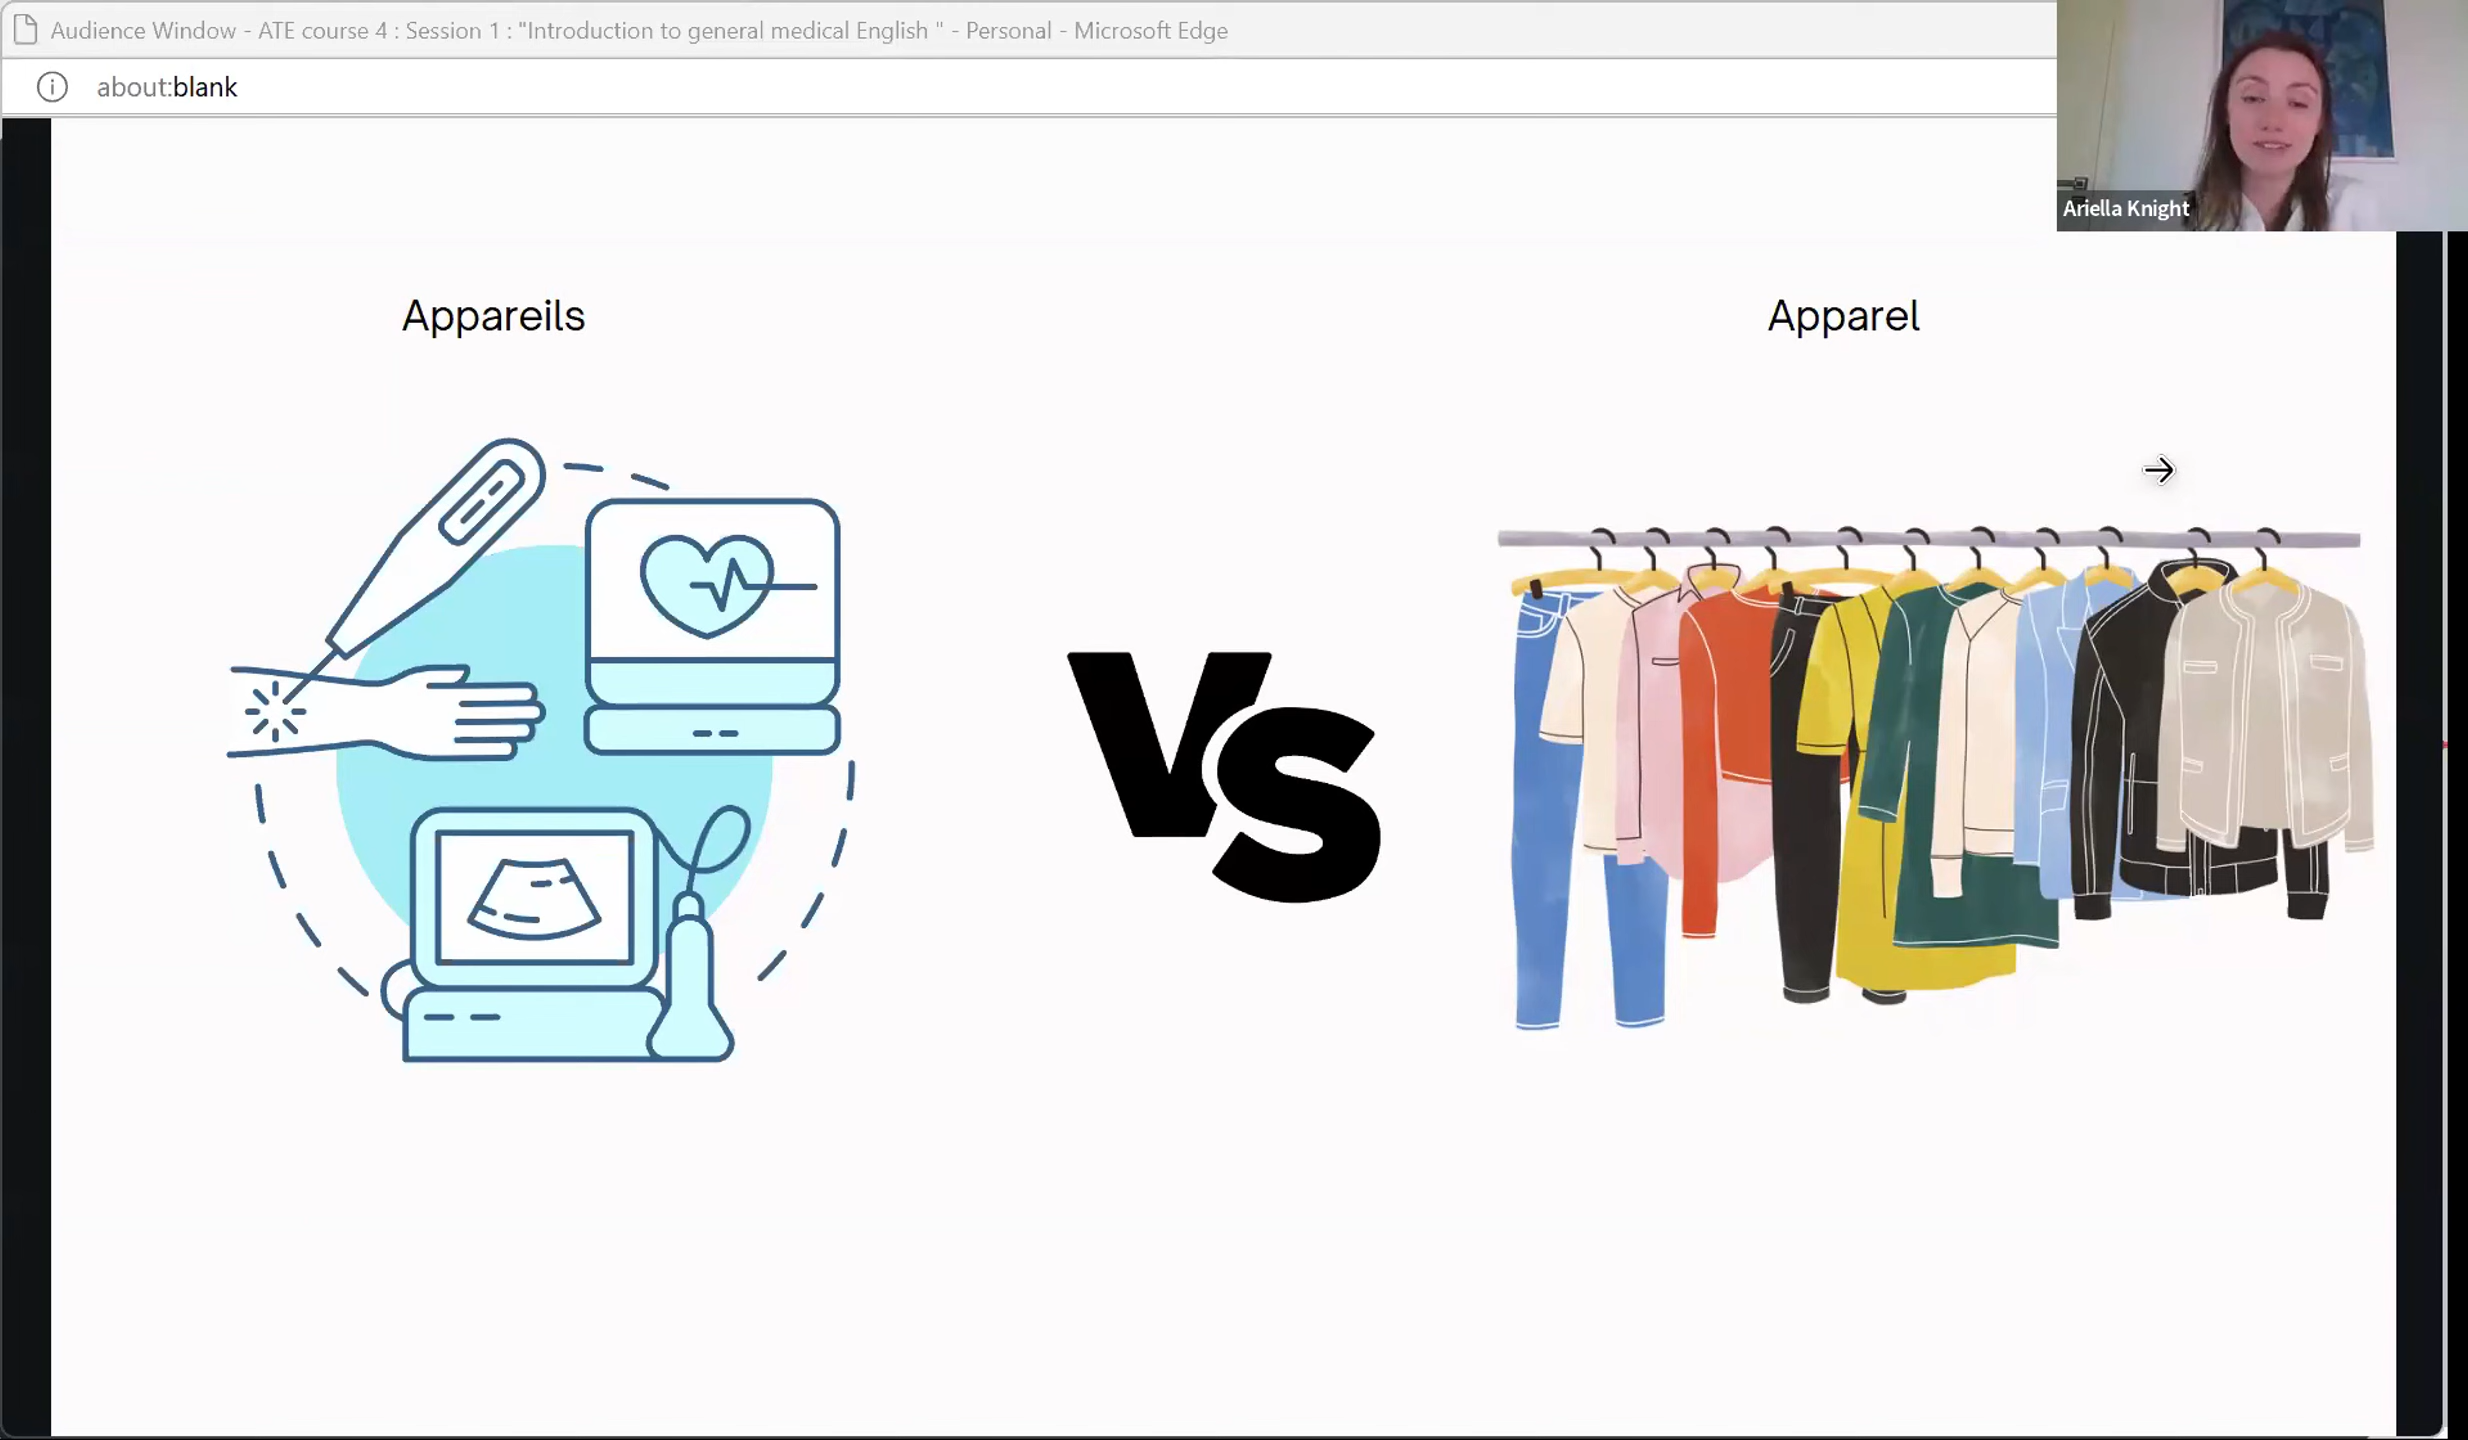 Audience Window - ATE course 4 : Session 1 : "Introduction to general medical English " - Personal - Microsoft Edge
about:blank
Ariella Knight
Appareils
Apparel
VS